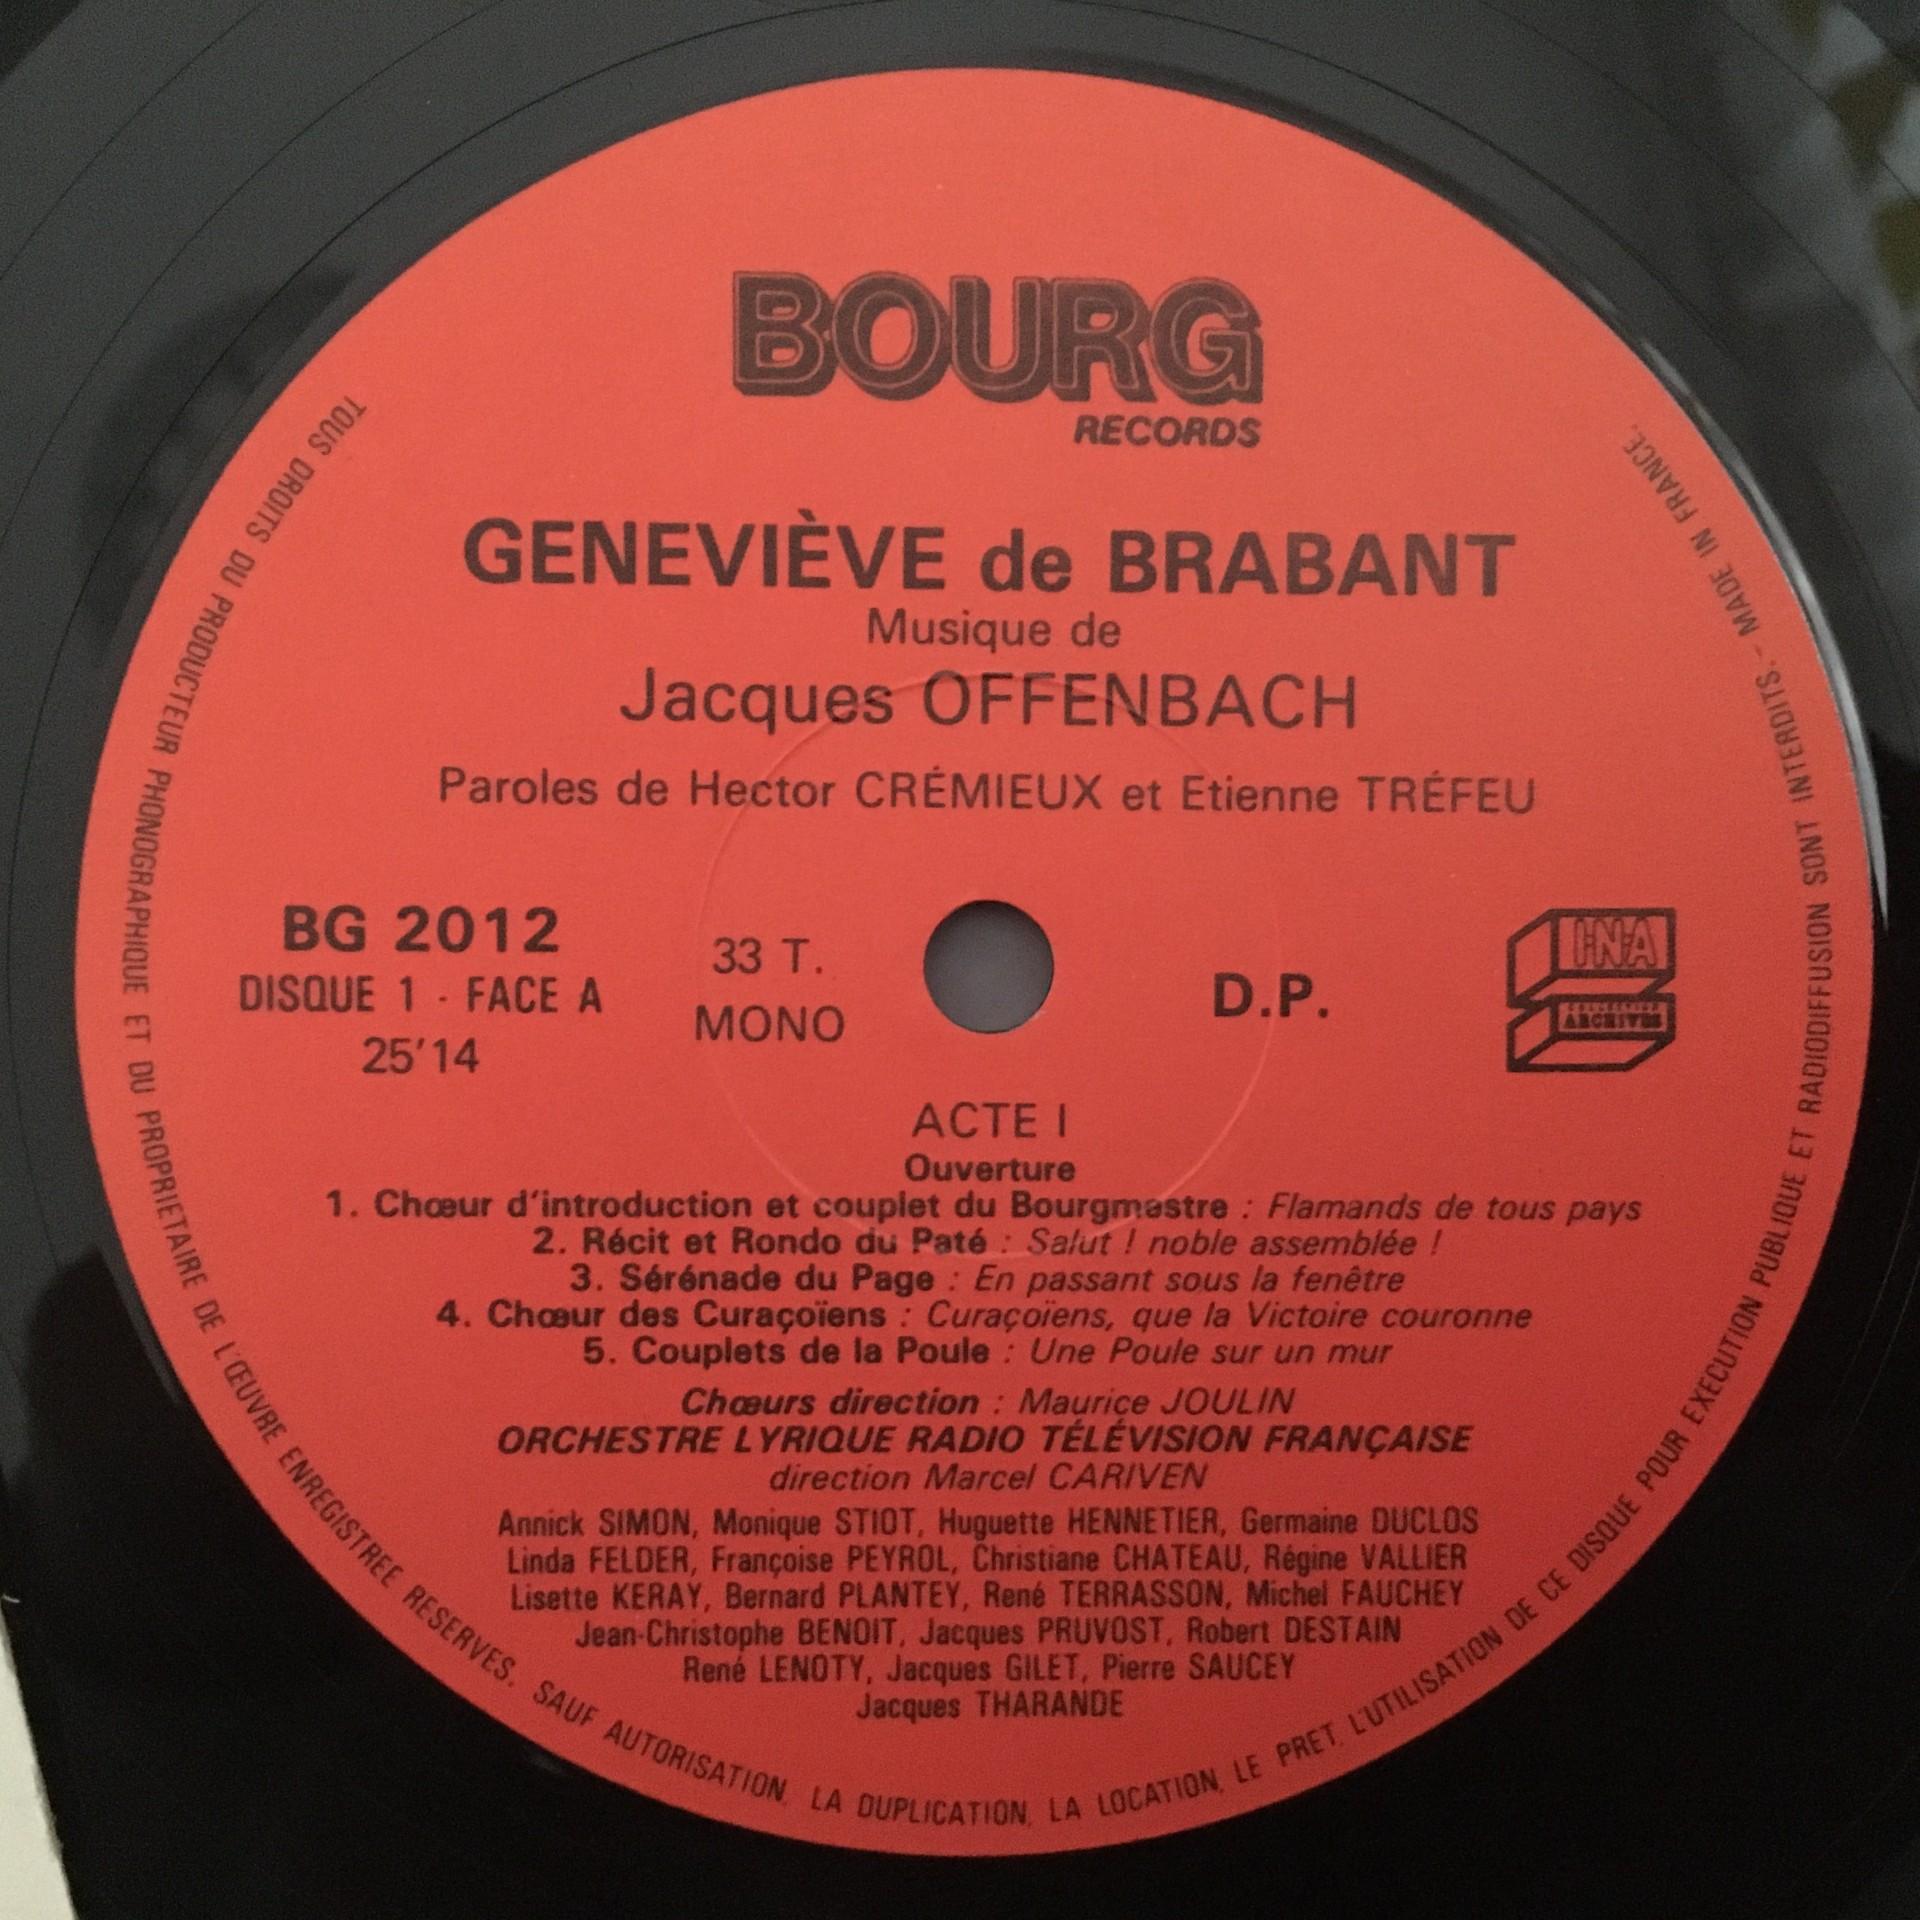 BOURG
RECORDS
GENEVIÈVE de BRABANT
Musique de
Jacques OFFENBACH
Paroles de Hector CRÉMIEUX et Etienne TRÉFEU
BG 2012
DISQUE 1 - FACE A
25'14
33 T.
MONO
D.P.
INA
COLLECTION
ARCHIVES
ACTE I
Ouverture
1. Chœur d'introduction et couplet du Bourgmestre : Flamands de tous pays
2. Récit et Rondo du Paté : Salut ! noble assemblée !
3. Sérénade du Page : En passant sous la fenêtre
4. Chœur des Curaçoïens : Curaçoïens, que la Victoire couronne
5. Couplets de la Poule : Une Poule sur un mur
Chœurs direction : Maurice JOULIN
ORCHESTRE LYRIQUE RADIO TÉLÉVISION FRANÇAISE
direction Marcel CARIVEN
Annick SIMON, Monique STIOT, Huguette HENNETIER, Germaine DUCLOS
Linda FELDER, Françoise PEYROL, Christiane CHATEAU, Régine VALLIER
Lisette KERAY, Bernard PLANTEY, René TERRASSON, Michel FAUCHEY
Jean-Christophe BENOIT, Jacques PRUVOST, Robert DESTAIN
René LENOTY, Jacques GILET, Pierre SAUCEY
Jacques THARANDE
TOUS DROITS DU PRODUCTEUR PHONOGRAPHIQUE ET DU PROPRIETAIRE DE L'ŒUVRE ENREGISTREE RESERVES. SAUF AUTORISATION, LA DUPLICATION, LA LOCATION, LE PRET, L'UTILISATION DE CE DISQUE POUR EXECUTION PUBLIQUE ET RADIODIFFUSION SONT INTERDITS. - MADE IN FRANCE.